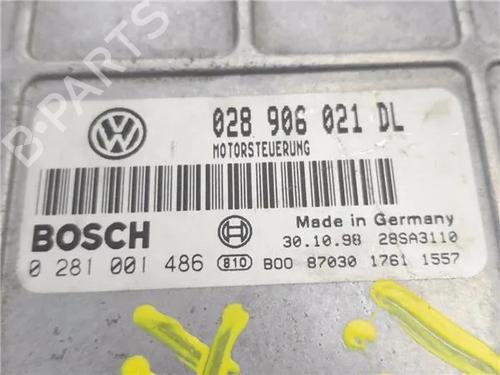 B-PARTS
028 906 021 DL
MOTORSTEUERUNG
BOSCH
Made in Germany
30.10.98 28SA3110
0 281 001 486 810 B00 87030 1761 1557